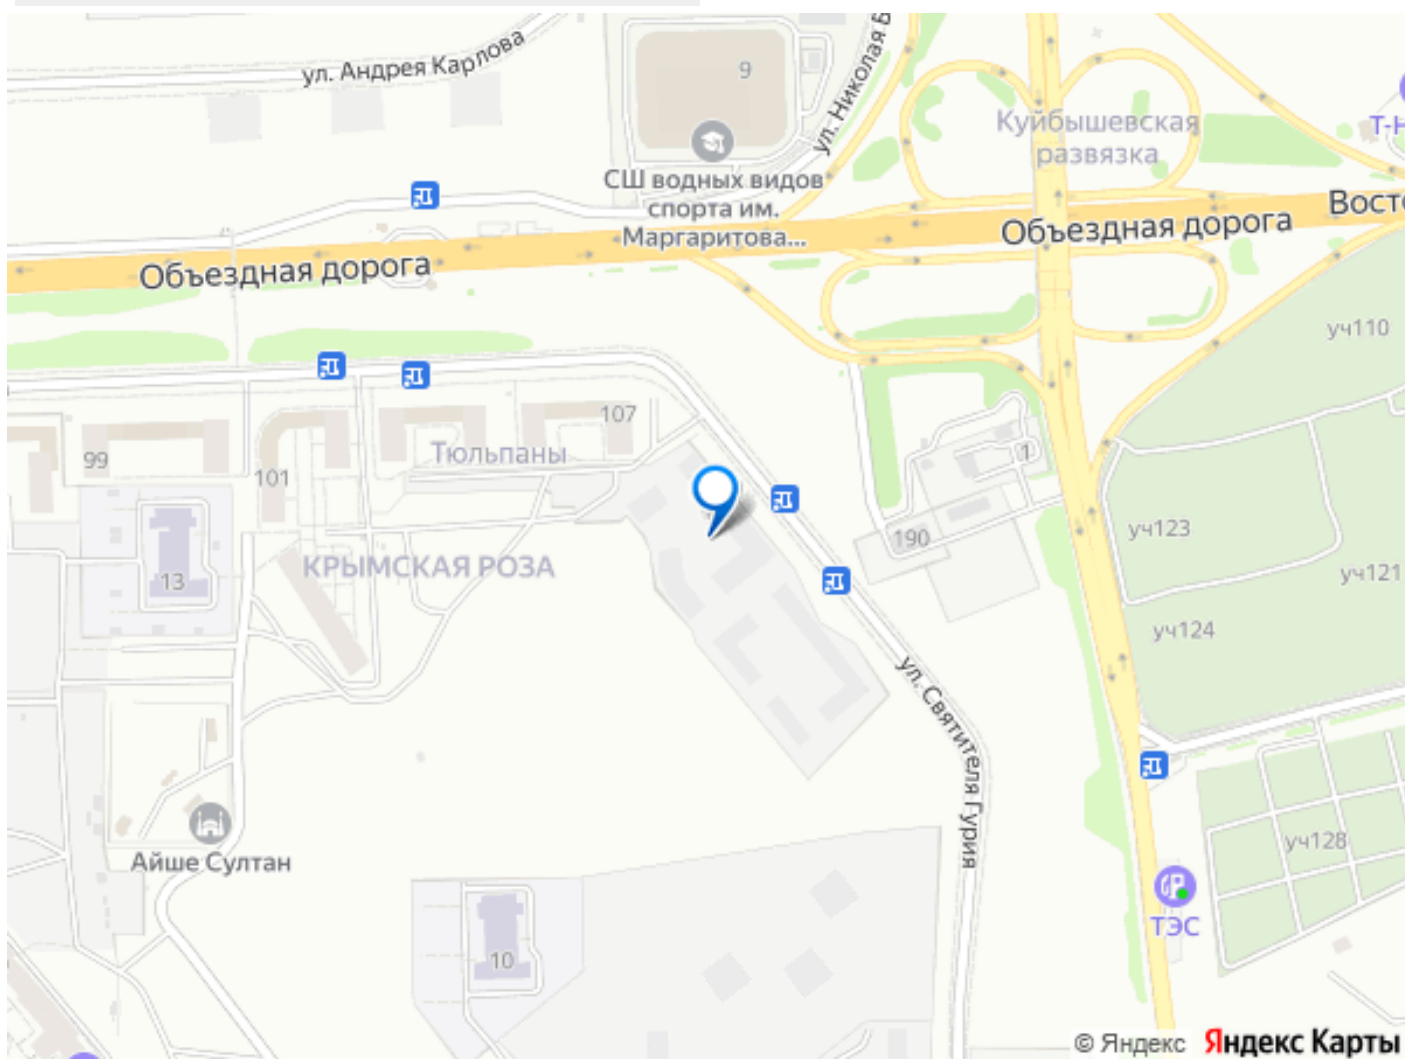 ул. Андрея Карлова
9
ул. Николая Б
Куйбышевская
развязка
Т-Н
СШ водных видов
спорта им.
Маргаритова...
Объездная дорога
Восто
Объездная дорога
уч110
107
Тюльпаны
99
101
1
190
уч123
КРЫМСКАЯ РОЗА
13
уч121
уч124
ул. Святителя Гурия
Айше Султан
уч128
ТЭС
10
© Яндекс Яндекс Карты